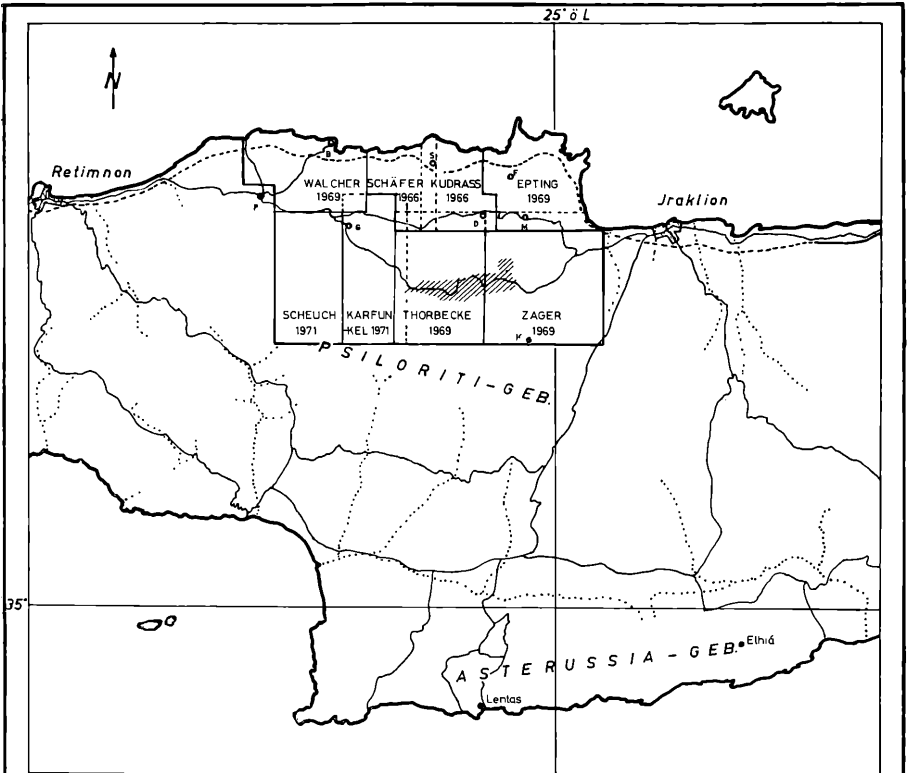 25° ö L
N
Retimnon
B
S
F
WALCHER
1969
SCHÄFER
1966
KUDRASS
1966
EPTING
1969
Jraklion
P
G
D
M
SCHEUCH
1971
KARFUN
-KEL 1971
THORBECKE
1969
ZAGER
1969
K
PSILORITI-GEB.
35°
ASTERUSSIA-GEB.
Elhiá
Lentas